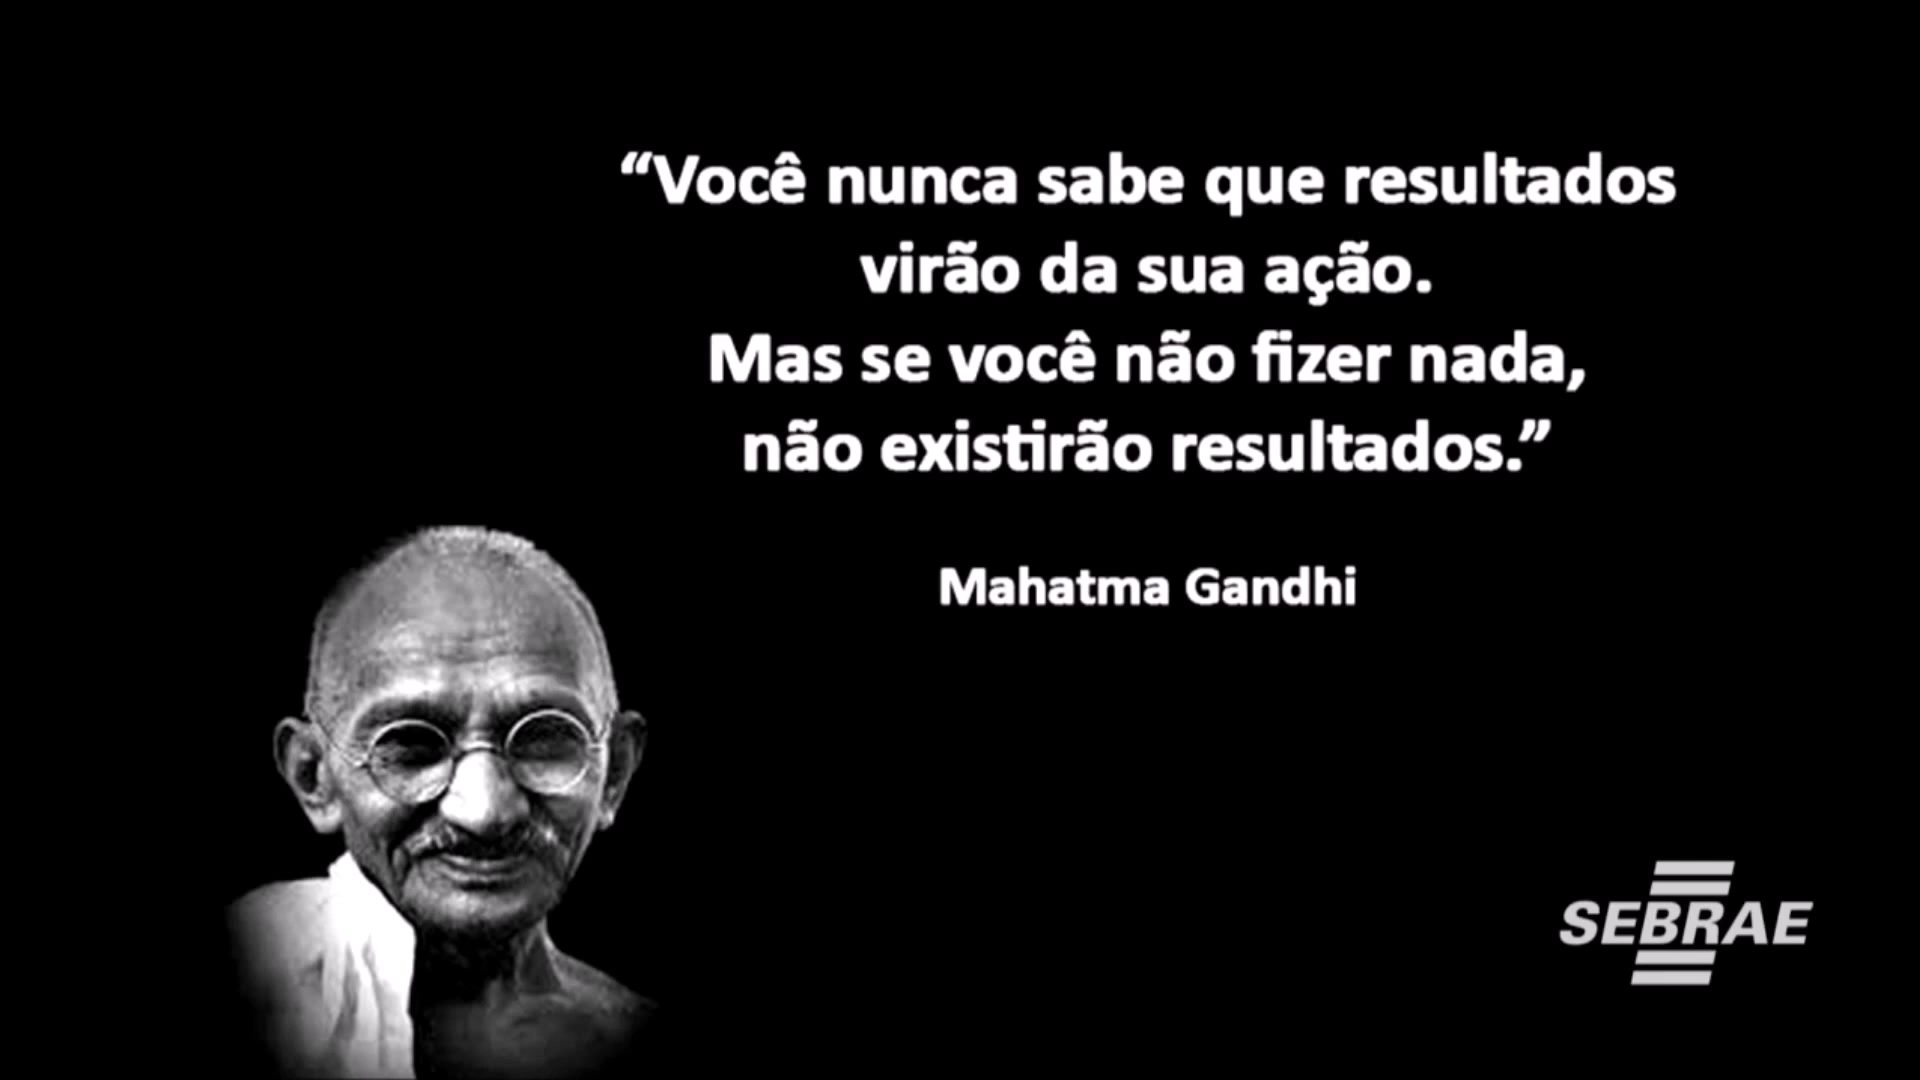 “Você nunca sabe que resultados
virão da sua ação.
Mas se você não fizer nada,
não existirão resultados.”
Mahatma Gandhi
SEBRAE